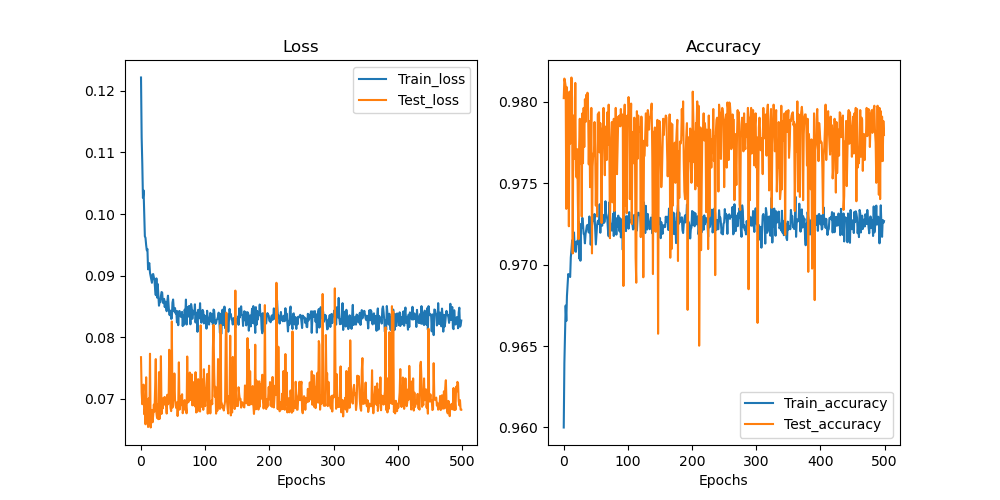 Loss
Train_loss
Test_loss
0.12
0.11
0.10
0.09
0.08
0.07
0 100 200 300 400 500
Epochs
Accuracy
0.980
0.975
0.970
0.965
0.960
Train_accuracy
Test_accuracy
0 100 200 300 400 500
Epochs